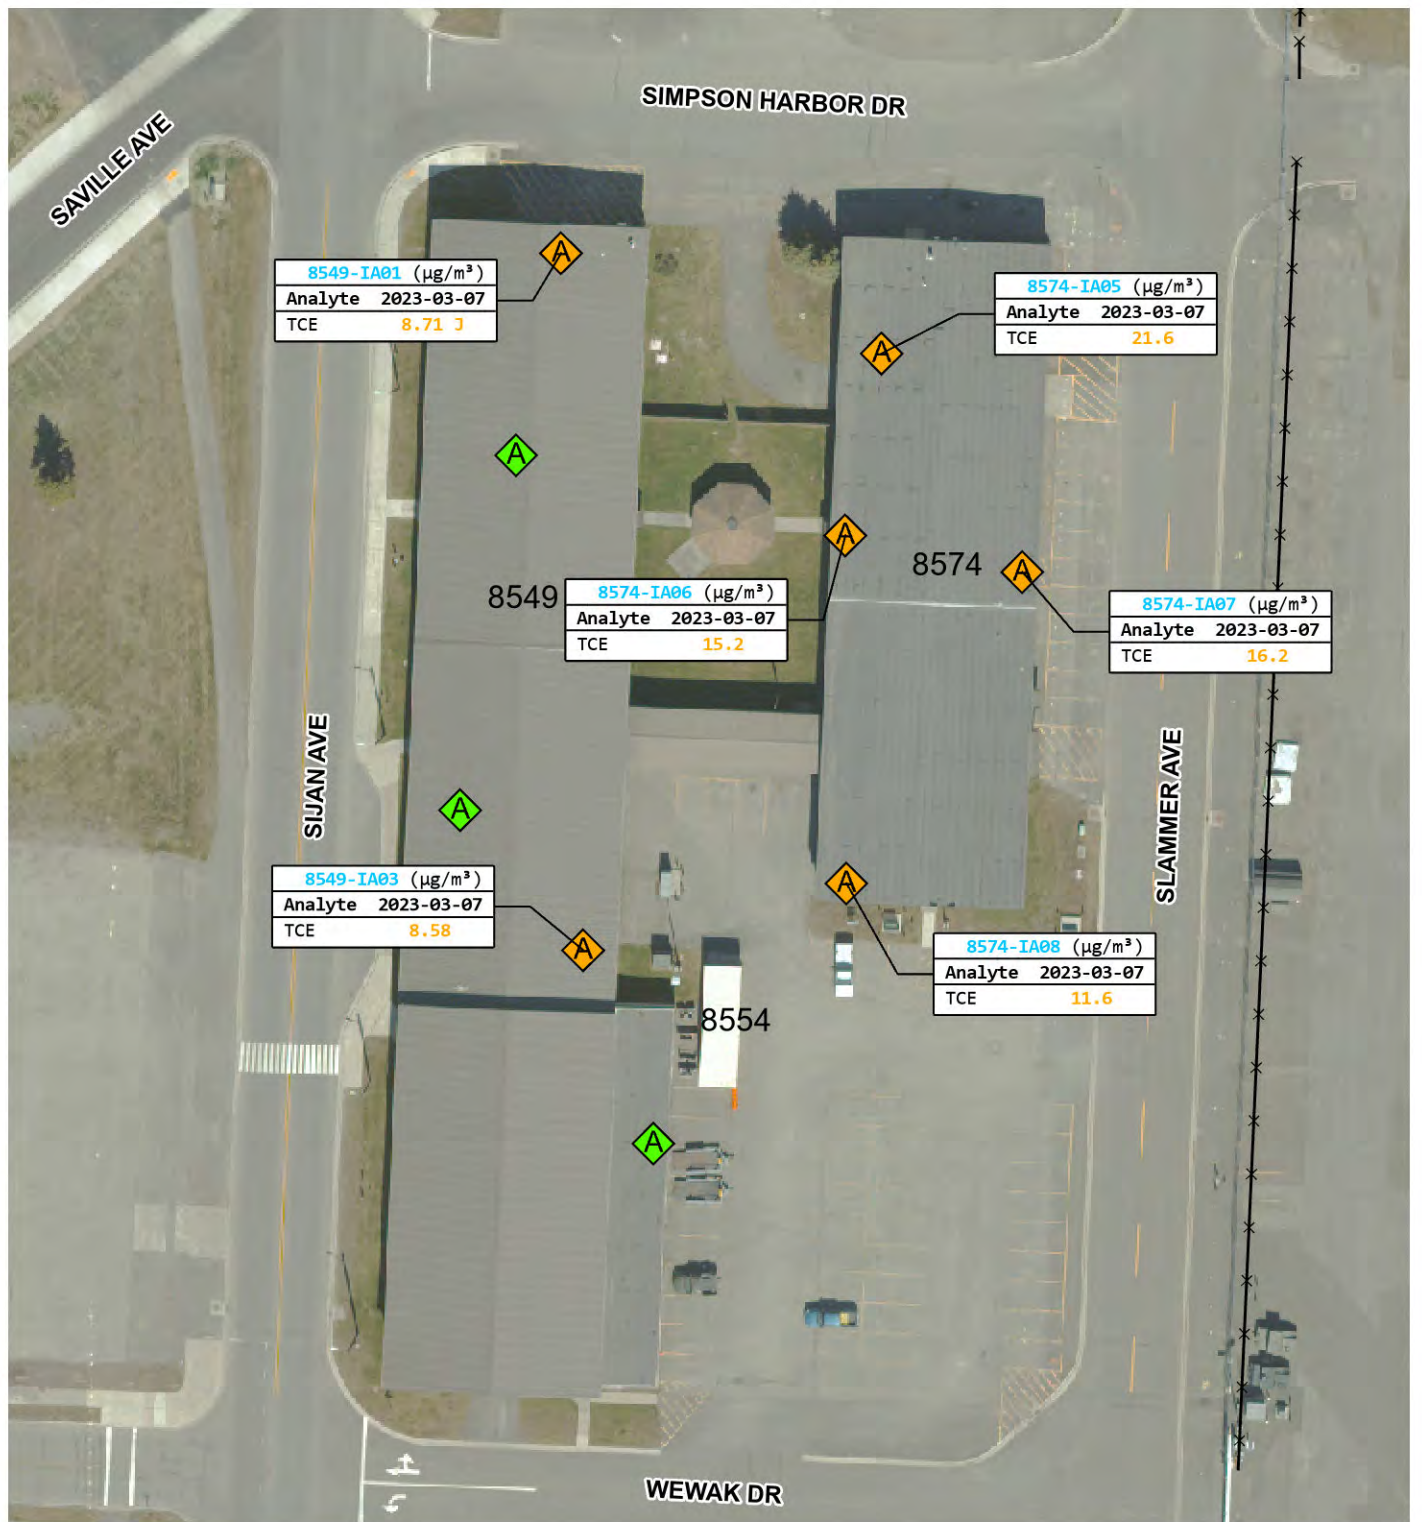 SIMPSON HARBOR DR
SAVILLE AVE
A
8549-IA01 (µg/m³)
Analyte 2023-03-07
TCE 8.71 J
8574-IA05 (µg/m³)
Analyte 2023-03-07
TCE 21.6
A
A
A
8574
A
8549
8574-IA06 (µg/m³)
Analyte 2023-03-07
TCE 15.2
8574-IA07 (µg/m³)
Analyte 2023-03-07
TCE 16.2
SIJAN AVE
SLAMMER AVE
A
8549-IA03 (µg/m³)
Analyte 2023-03-07
TCE 8.58
A
A
8574-IA08 (µg/m³)
Analyte 2023-03-07
TCE 11.6
8554
A
WEWAK DR